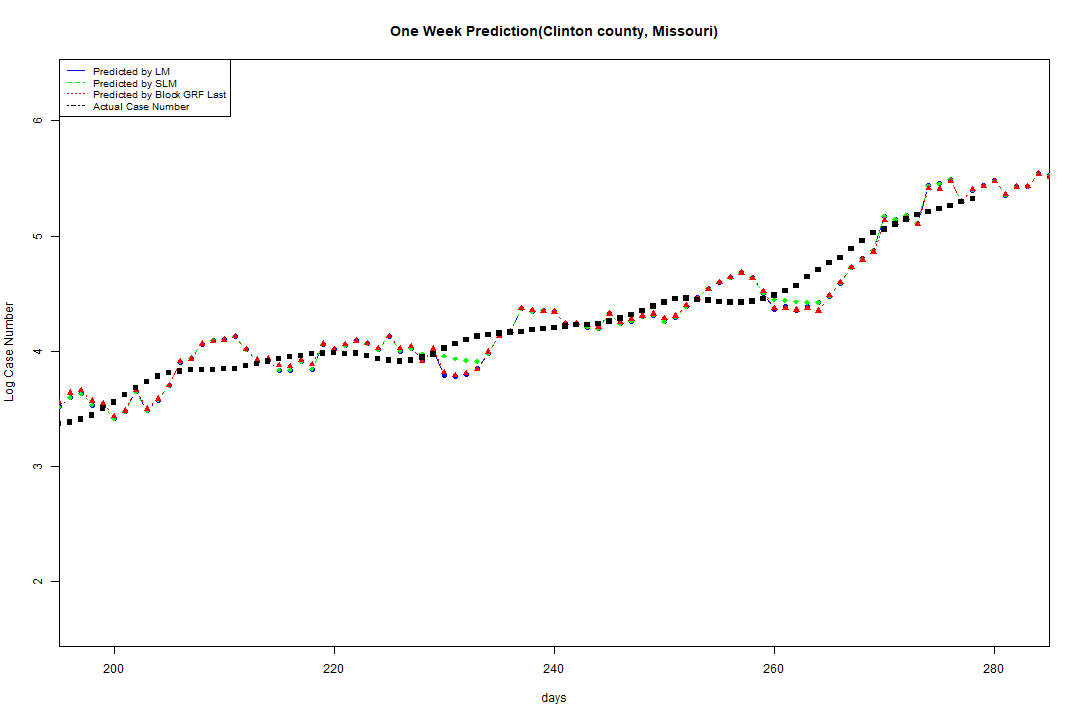 One Week Prediction(Clinton county, Missouri)
Predicted by LM
Predicted by SLM
Predicted by Block GRF Last
Actual Case Number
6
5
4
3
2
Log Case Number
200 220 240 260 280
days